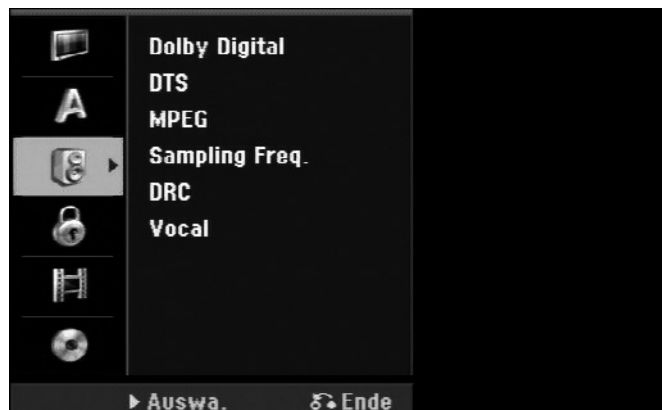 Dolby Digital
DTS
MPEG
Sampling Freq.
DRC
Vocal
Auswa. Ende